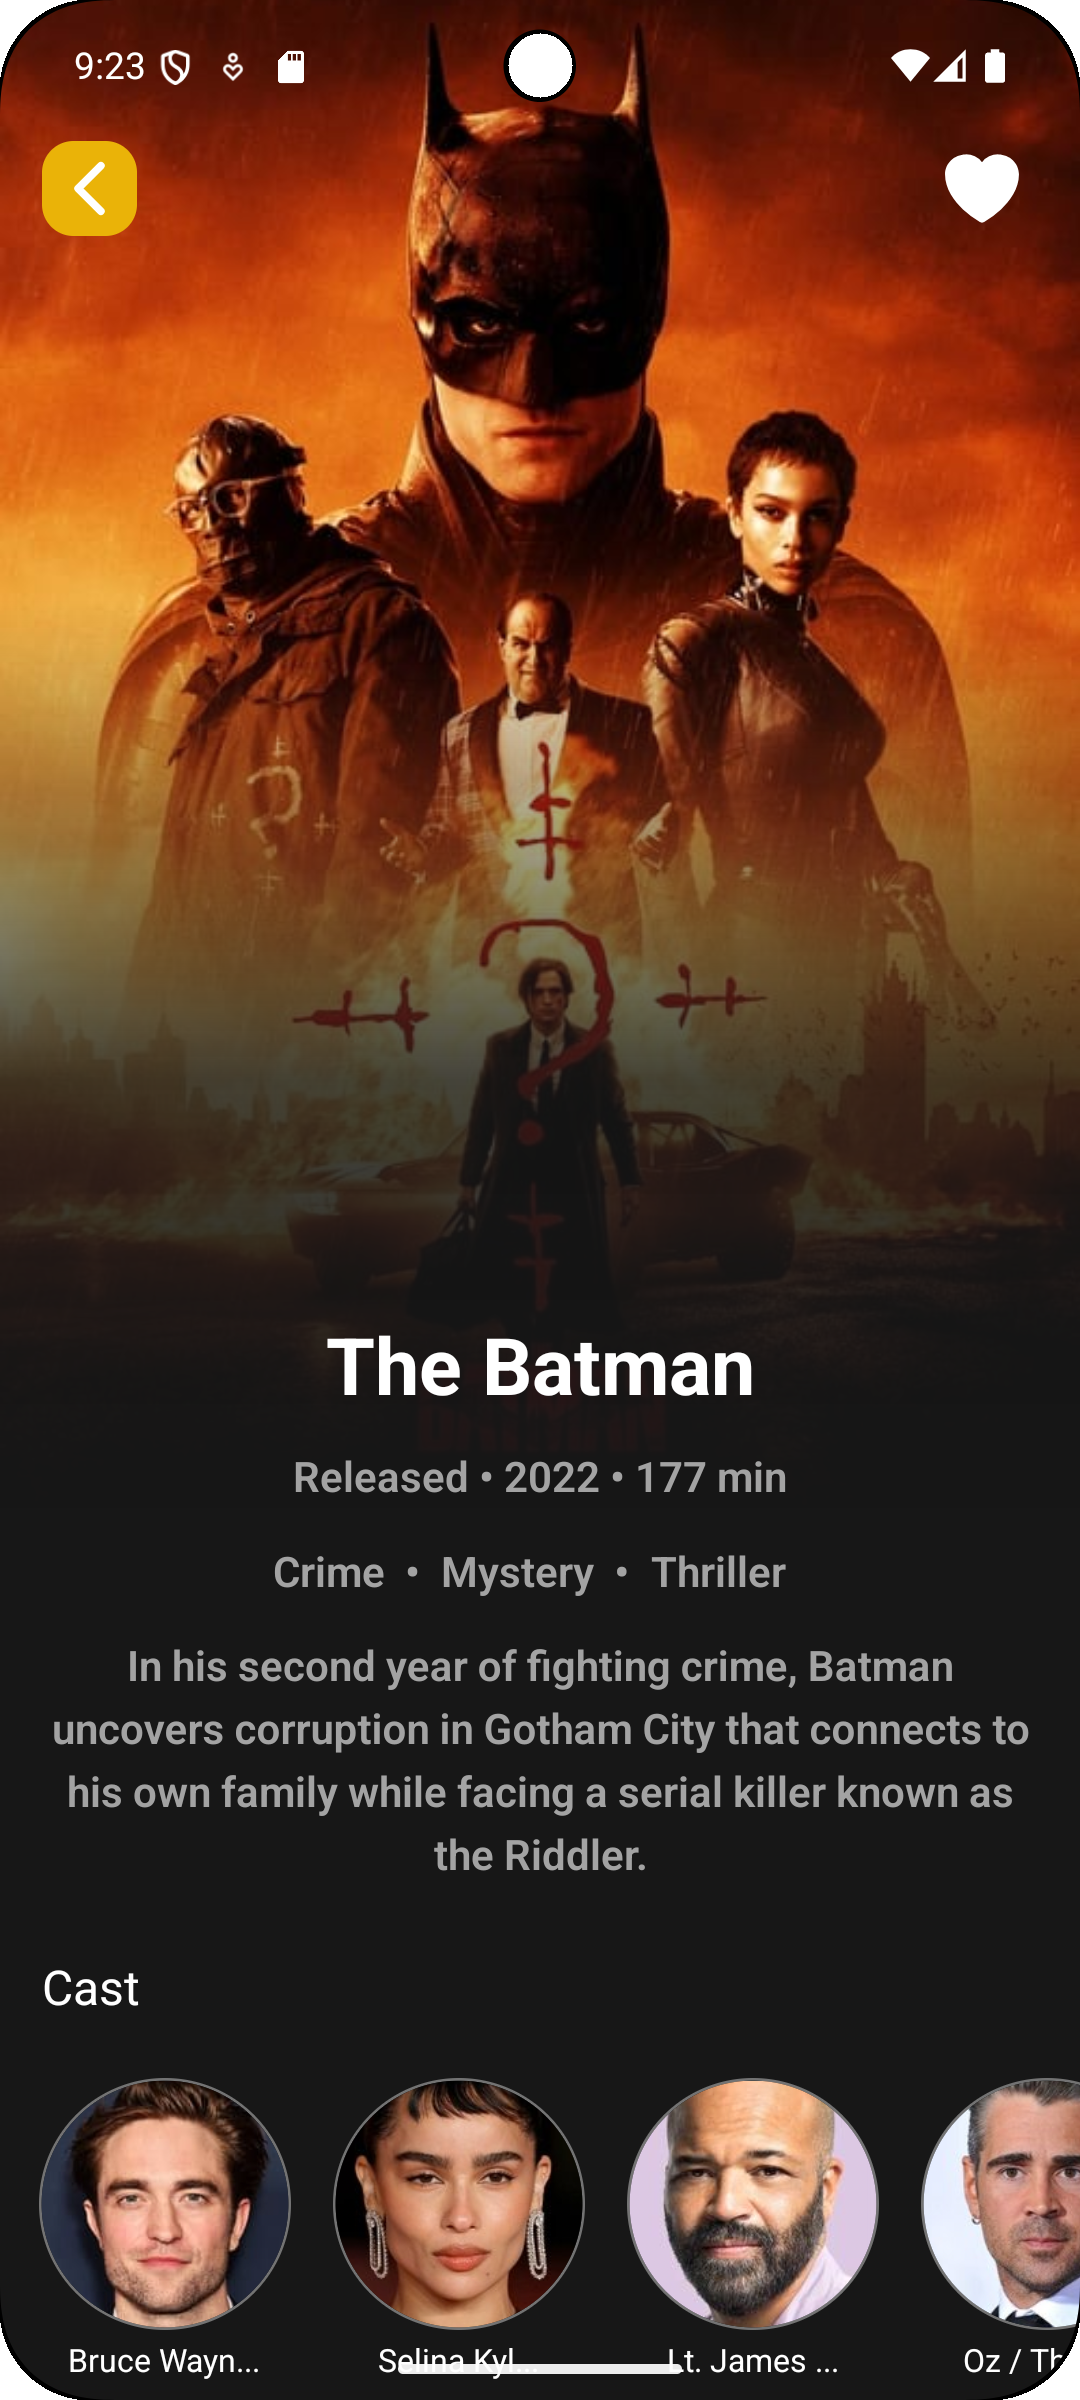 9:23
The Batman
Released • 2022 • 177 min
Crime • Mystery • Thriller
In his second year of fighting crime, Batman
uncovers corruption in Gotham City that connects to
his own family while facing a serial killer known as
the Riddler.
Cast
Bruce Wayn...
Selina Kyl...
Lt. James ...
Oz / Th